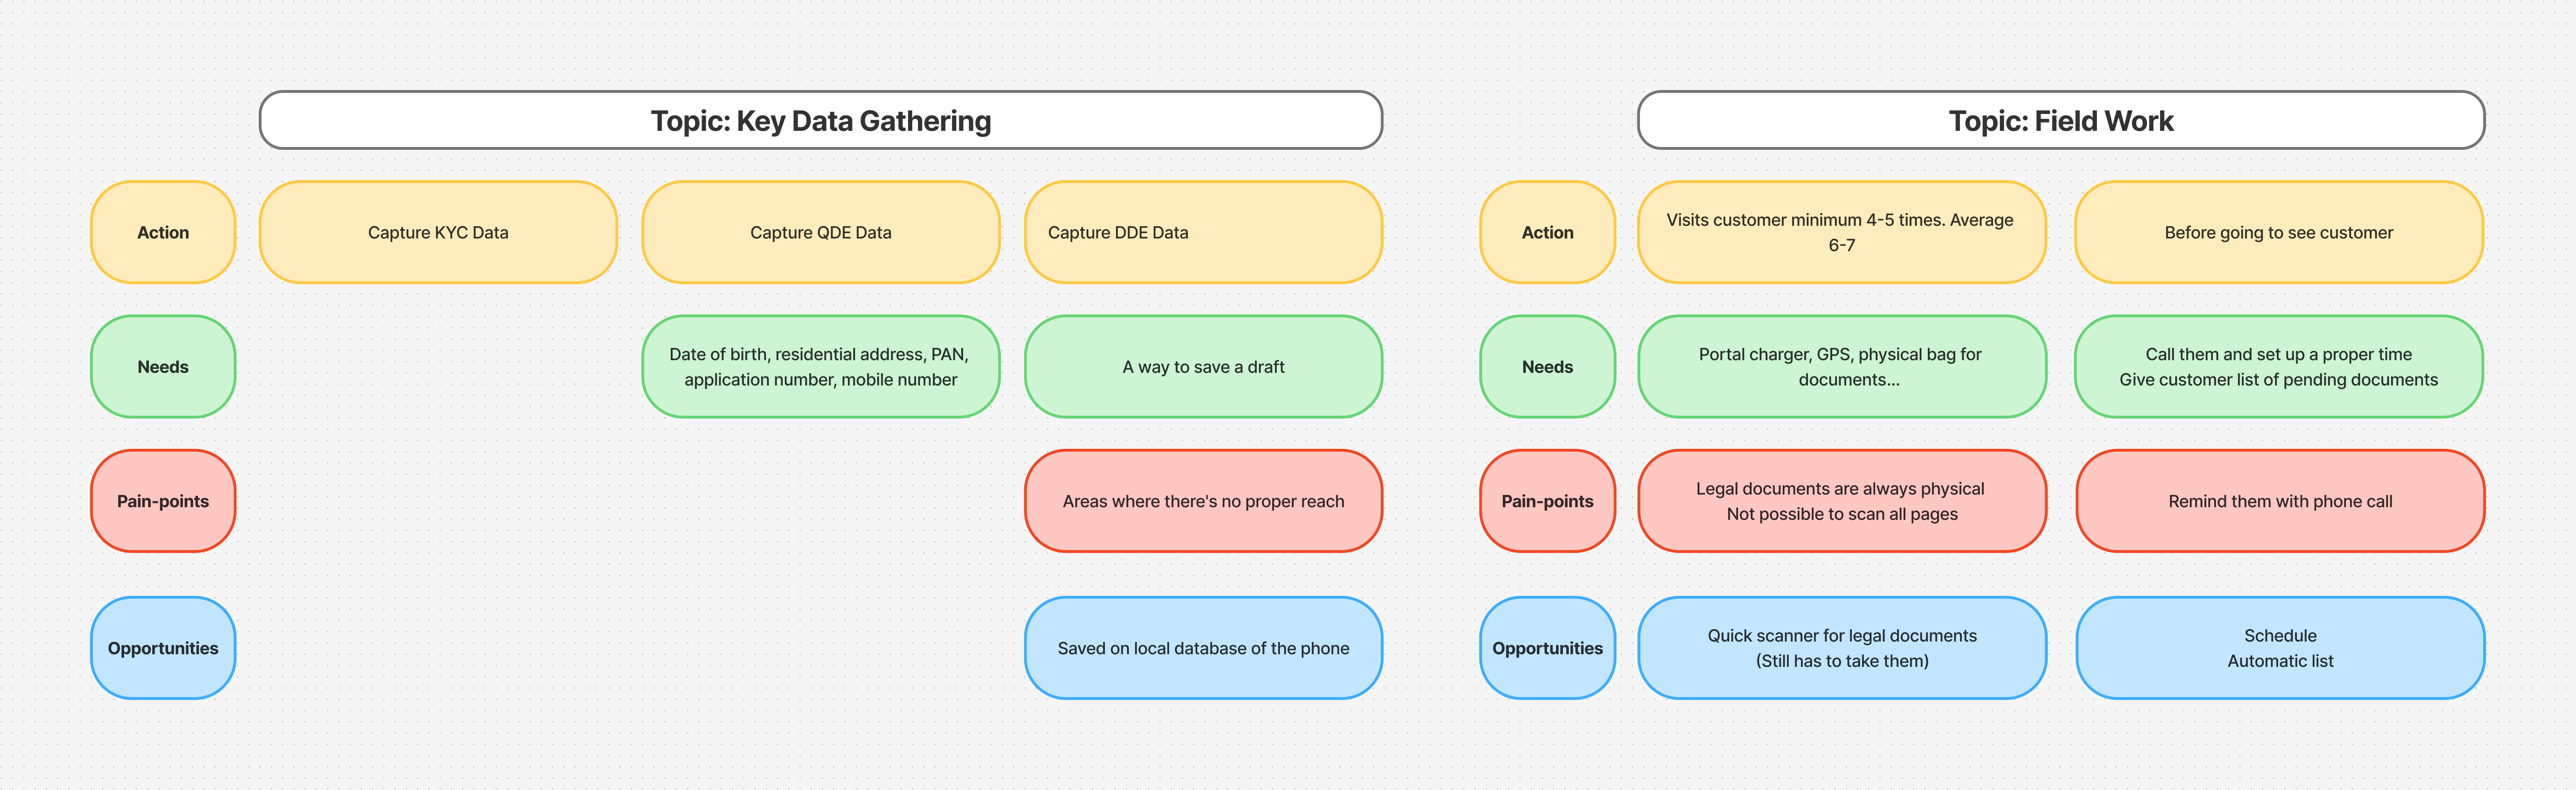 Topic: Key Data Gathering
Action
Capture KYC Data
Capture QDE Data
Capture DDE Data
Needs
Date of birth, residential address, PAN,
application number, mobile number
A way to save a draft
Pain-points
Areas where there's no proper reach
Opportunities
Saved on local database of the phone
Topic: Field Work
Action
Visits customer minimum 4-5 times. Average
6-7
Before going to see customer
Needs
Portal charger, GPS, physical bag for
documents...
Call them and set up a proper time
Give customer list of pending documents
Pain-points
Legal documents are always physical
Not possible to scan all pages
Remind them with phone call
Opportunities
Quick scanner for legal documents
(Still has to take them)
Schedule
Automatic list